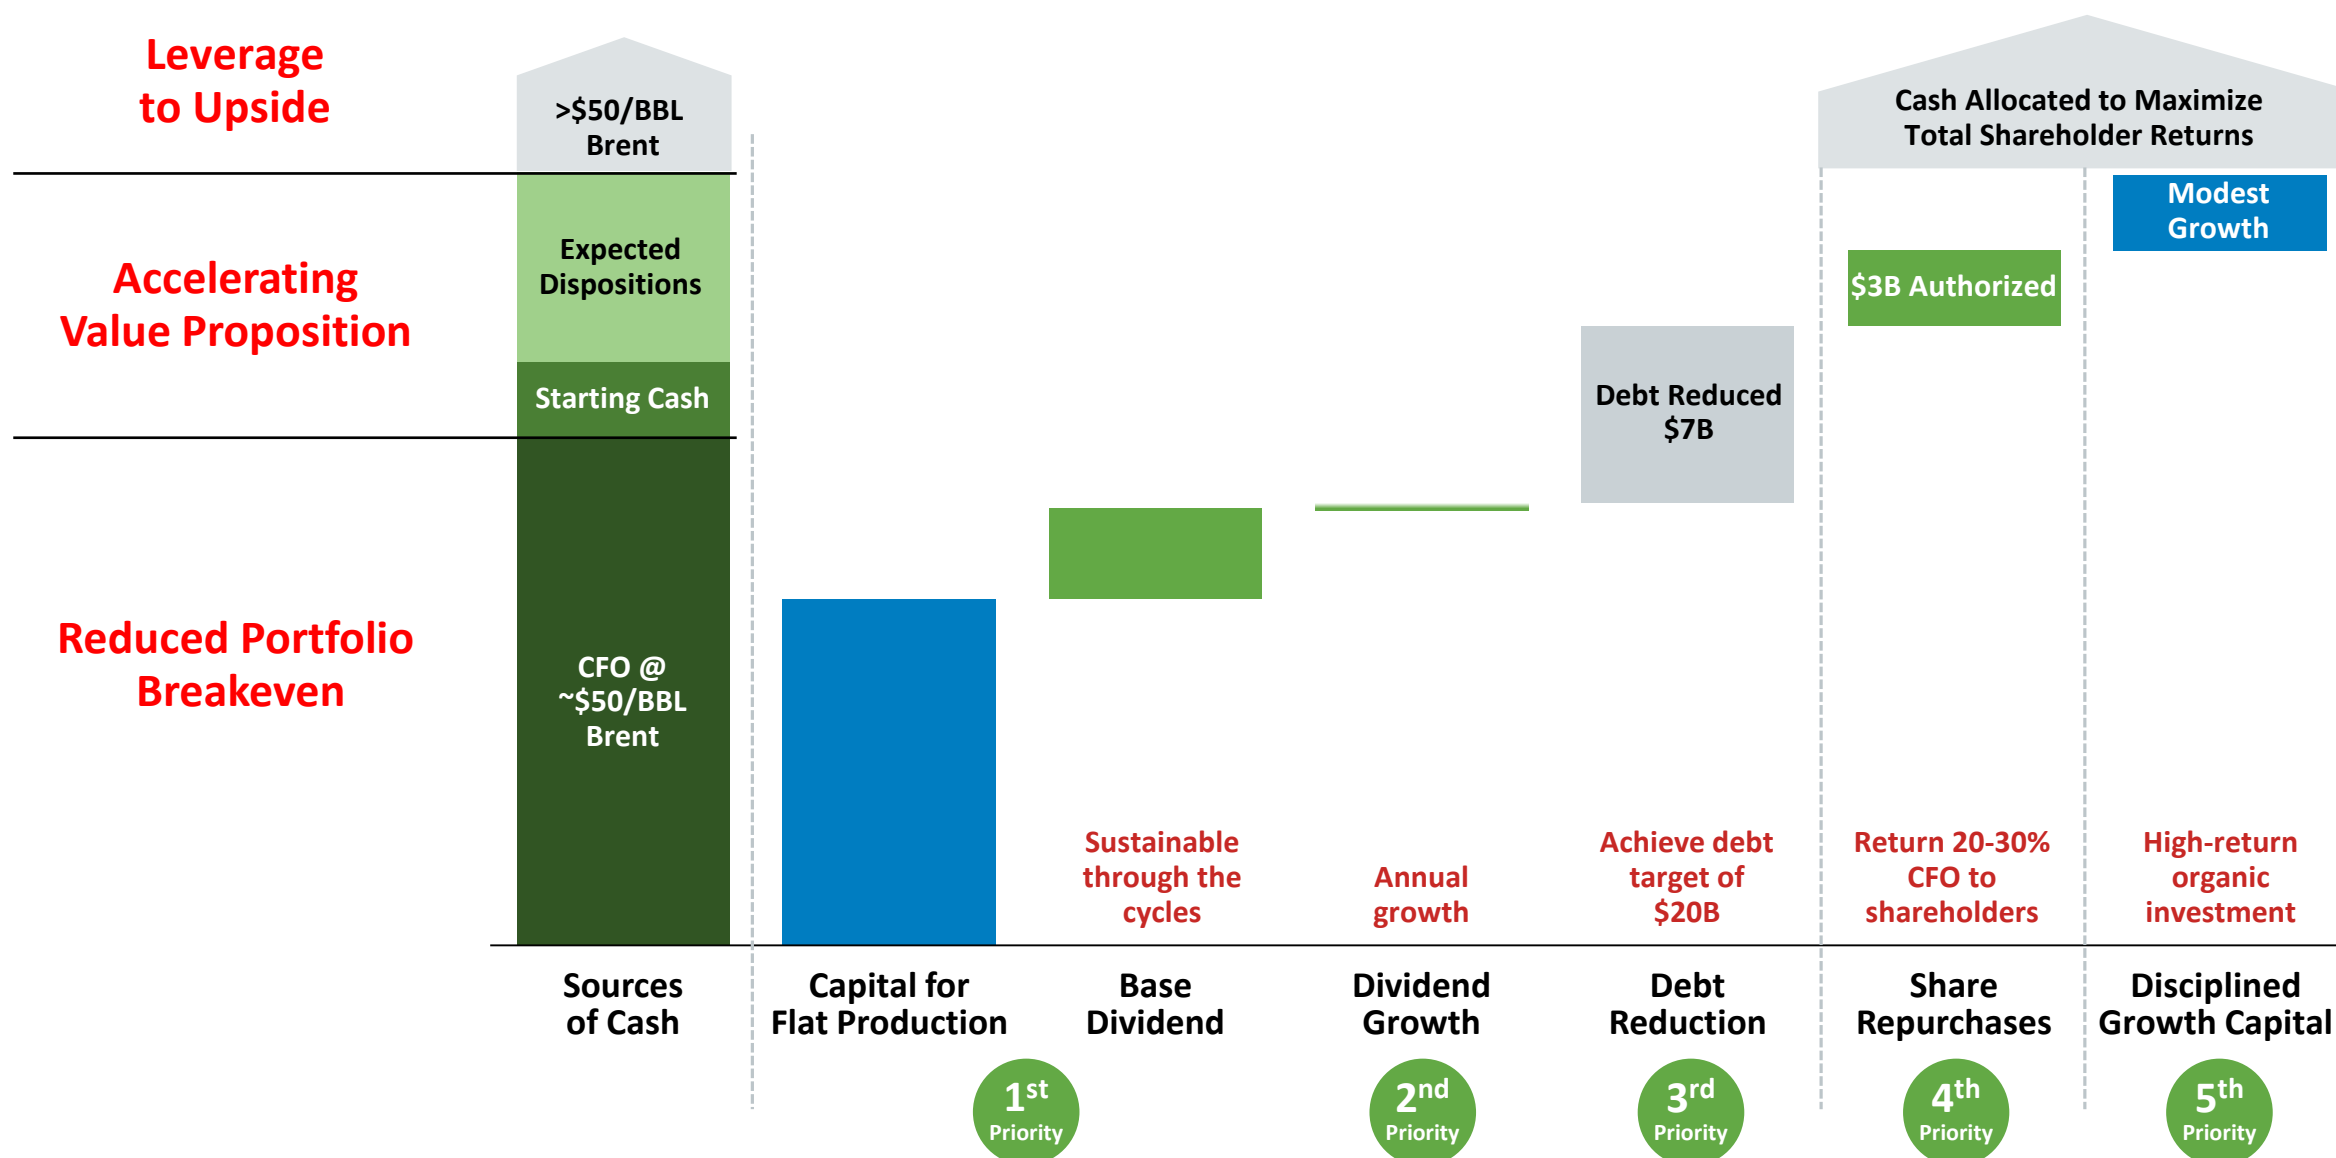 Leverage
to Upside
>$50/BBL
Brent
Cash Allocated to Maximize
Total Shareholder Returns
Accelerating
Value Proposition
Expected
Dispositions
Starting Cash
Debt Reduced
$7B
$3B Authorized
Modest
Growth
Reduced Portfolio
Breakeven
CFO @
~$50/BBL
Brent
Sustainable
through the
cycles
Annual
growth
Achieve debt
target of
$20B
Return 20-30%
CFO to
shareholders
High-return
organic
investment
Sources
of Cash
Capital for
Flat Production
Base
Dividend
Dividend
Growth
Debt
Reduction
Share
Repurchases
Disciplined
Growth Capital
1st
Priority
2nd
Priority
3rd
Priority
4th
Priority
5th
Priority